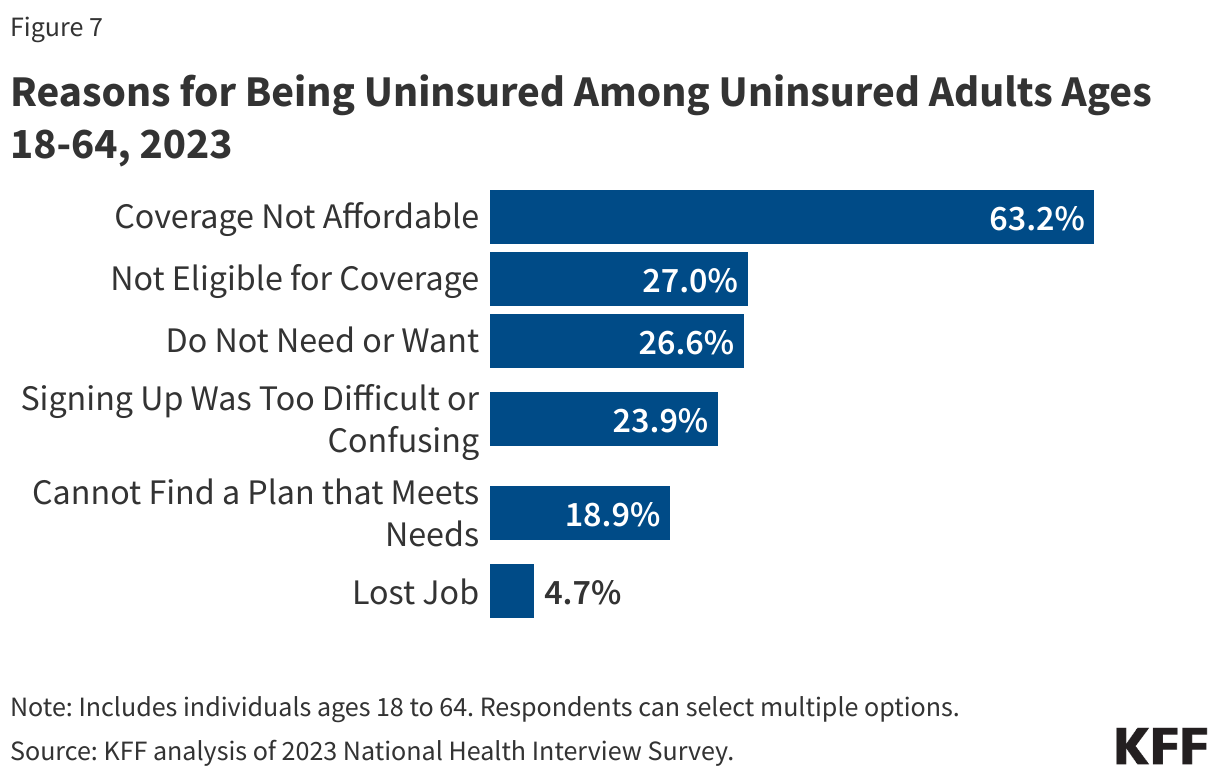 Figure 7
Reasons for Being Uninsured Among Uninsured Adults Ages
18-64, 2023
Coverage Not Affordable 63.2%
Not Eligible for Coverage 27.0%
Do Not Need or Want 26.6%
Signing Up Was Too Difficult or
Confusing 23.9%
Cannot Find a Plan that Meets
Needs 18.9%
Lost Job 4.7%
Note: Includes individuals ages 18 to 64. Respondents can select multiple options.
Source: KFF analysis of 2023 National Health Interview Survey.
KFF